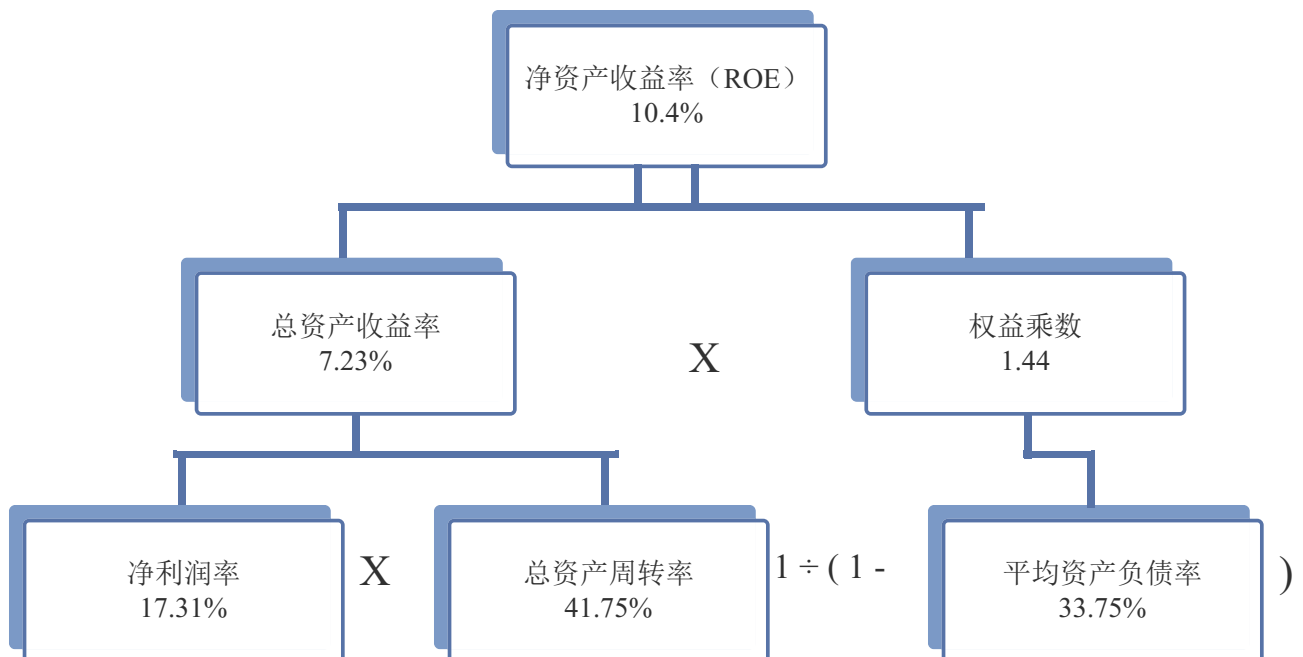 净资产收益率（ROE）
10.4%
总资产收益率
7.23%
X
权益乘数
1.44
净利润率
17.31%
X
总资产周转率
41.75%
1 ÷ ( 1 -
平均资产负债率
33.75%
)